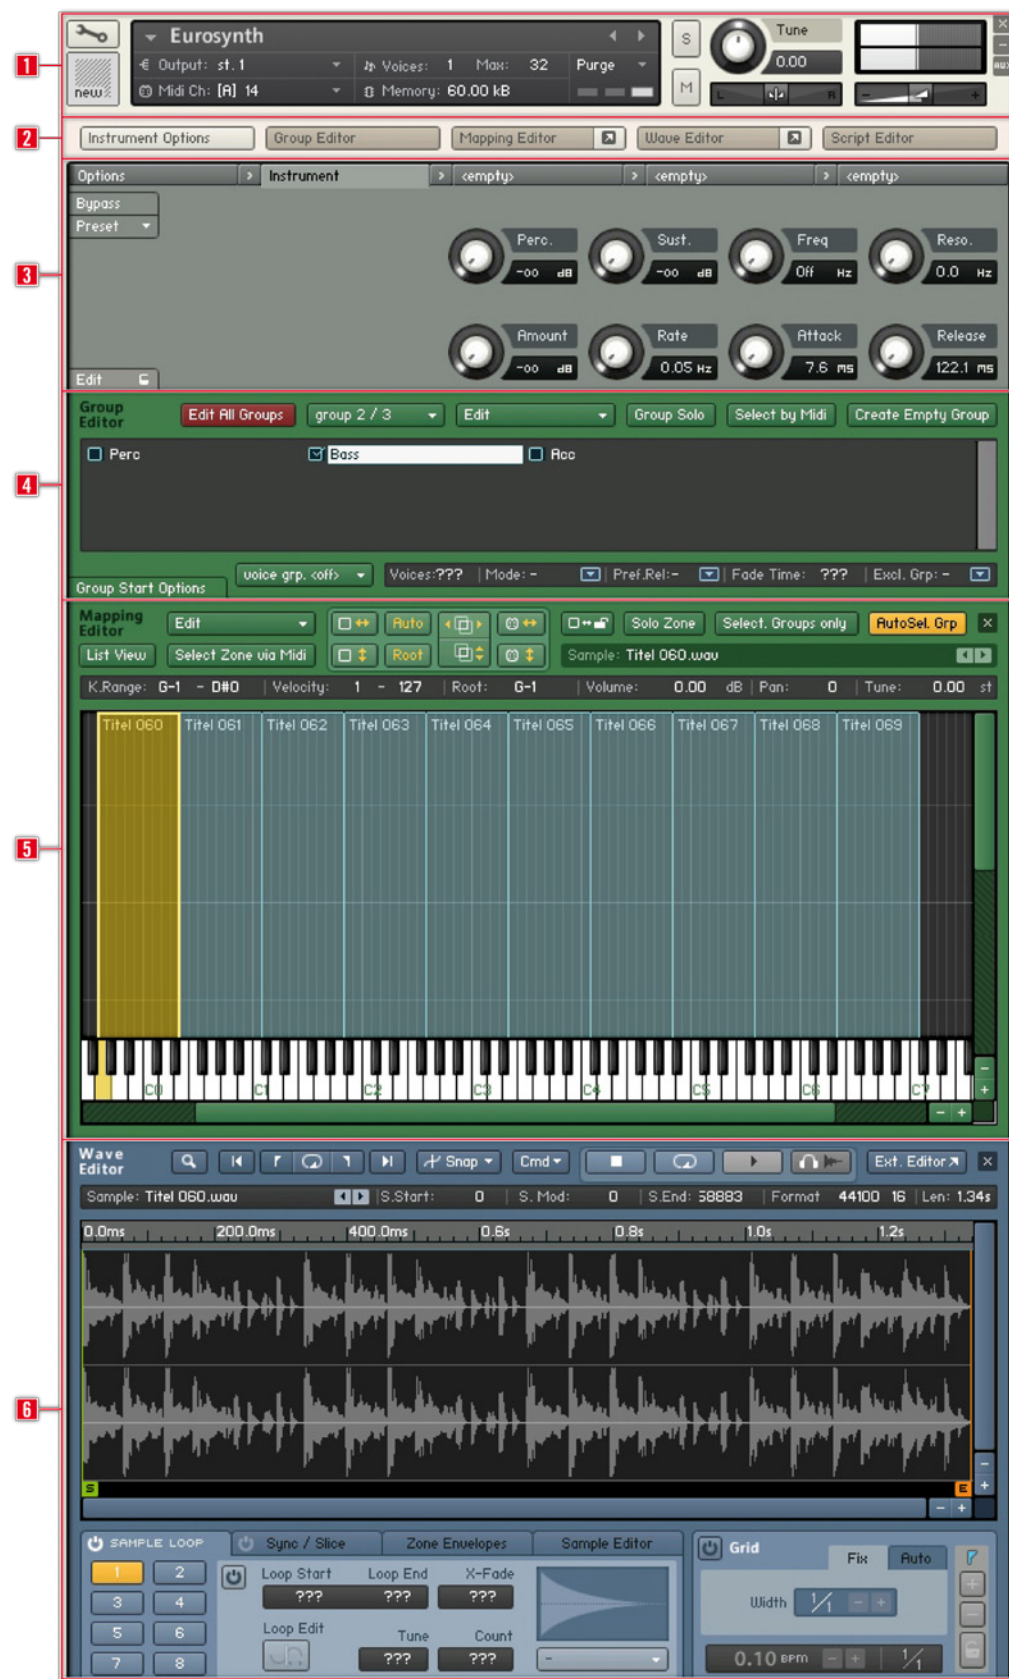 1
Eurosynth
Output: st. 1
Voices: 1 Max: 32 Purge
new
Midi Ch: [A] 14
Memory: 60.00 kB
S
M
Tune
0.00
L R
- +
×
-
AUX
2
Instrument Options Group Editor Mapping Editor Wave Editor Script Editor
3
Options > Instrument > <empty> > <empty> > <empty>
Bypass
Preset
Perc. Sust. Freq Reso.
-oo dB -oo dB Off Hz 0.0 Hz
Amount Rate Attack Release
-oo dB 0.05 Hz 7.6 ms 122.1 ms
Edit
4
Group Editor
Edit All Groups group 2 / 3 Edit Group Solo Select by Midi Create Empty Group
Perc Bass Acc
Group Start Options voice grp. <off> Voices:??? | Mode: - | Pref.Rel:- | Fade Time: ??? | Excl. Grp: -
5
Mapping Editor
Edit Auto Solo Zone Select. Groups only AutoSel. Grp ×
List View Select Zone via Midi Root Sample: Titel 060.wav
K.Range: G-1 - D#0 | Velocity: 1 - 127 | Root: G-1 | Volume: 0.00 dB | Pan: 0 | Tune: 0.00 st
Titel 060 Titel 061 Titel 062 Titel 063 Titel 064 Titel 065 Titel 066 Titel 067 Titel 068 Titel 069
C0 C1 C2 C3 C4 C5 C6 C7
-
+
- +
6
Wave Editor
Snap Cmd Ext. Editor ×
Sample: Titel 060.wav |S.Start: 0 | S. Mod: 0 | S.End: 58883 | Format 44100 16 | Len: 1.34s
0.0ms |200.0ms |400.0ms |0.6s |0.8s |1.0s |1.2s
S E
-
+
- +
SAMPLE LOOP Sync / Slice Zone Envelopes Sample Editor
Grid
Fix Auto
1 2
3 4
5 6
7 8
Loop Start Loop End X-Fade
??? ??? ???
Loop Edit Tune Count
??? ???
-
Width 1/1 - +
0.10 BPM - + 1/1
+
-